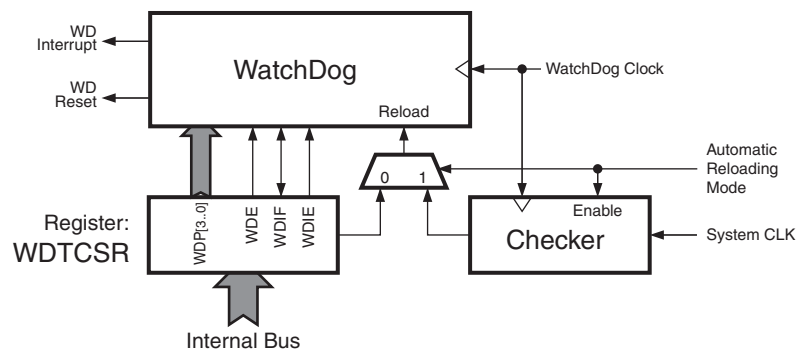 WD
Interrupt
WD
Reset
WatchDog
Reload
WatchDog Clock
Automatic
Reloading
Mode
0 1
Register:
WDTCSR
WDP[3..0]
WDE
WDIF
WDIE
Enable
Checker
System CLK
Internal Bus